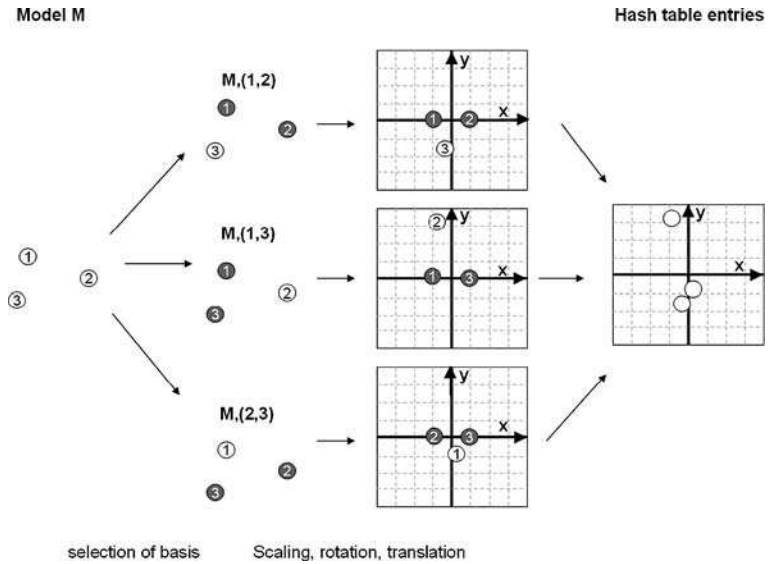 Model M
Hash table entries
M,(1,2)
1
2
3
y
x
1
2
3
1
2
3
M,(1,3)
1
2
3
y
x
2
1
3
y
x
M,(2,3)
1
2
3
y
x
2
3
1
selection of basis
Scaling, rotation, translation